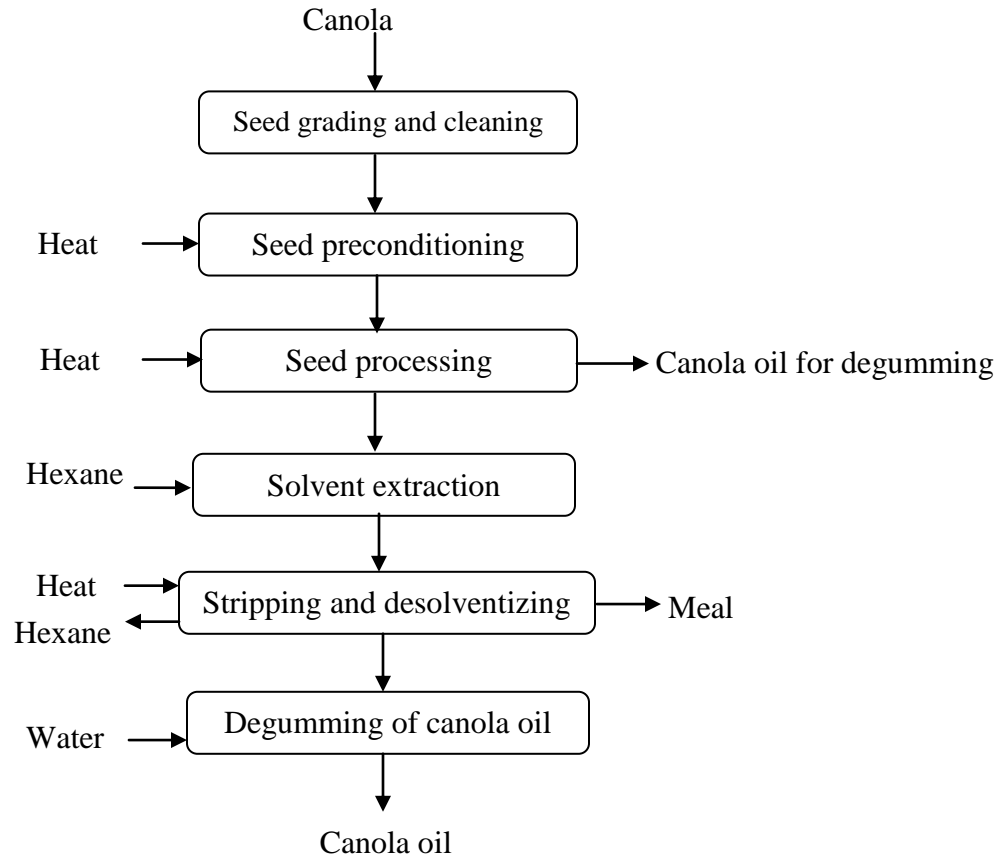 Canola
Seed grading and cleaning
Heat
Seed preconditioning
Heat
Seed processing
Canola oil for degumming
Hexane
Solvent extraction
Heat
Hexane
Stripping and desolventizing
Meal
Water
Degumming of canola oil
Canola oil